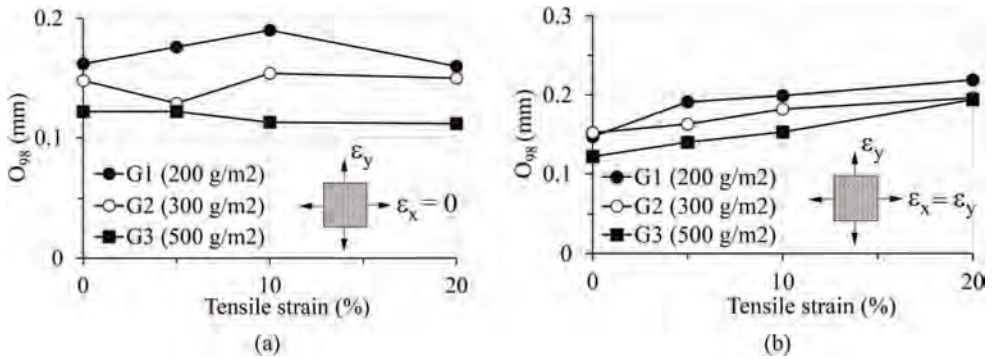 0.2
0.1
0
O98 (mm)
G1 (200 g/m2)
G2 (300 g/m2)
G3 (500 g/m2)
εy
εx = 0
0 5 10 20
Tensile strain (%)
(a)
0.3
0.2
0.1
0
O98 (mm)
G1 (200 g/m2)
G2 (300 g/m2)
G3 (500 g/m2)
εy
εx = εy
0 5 10 20
Tensile strain (%)
(b)